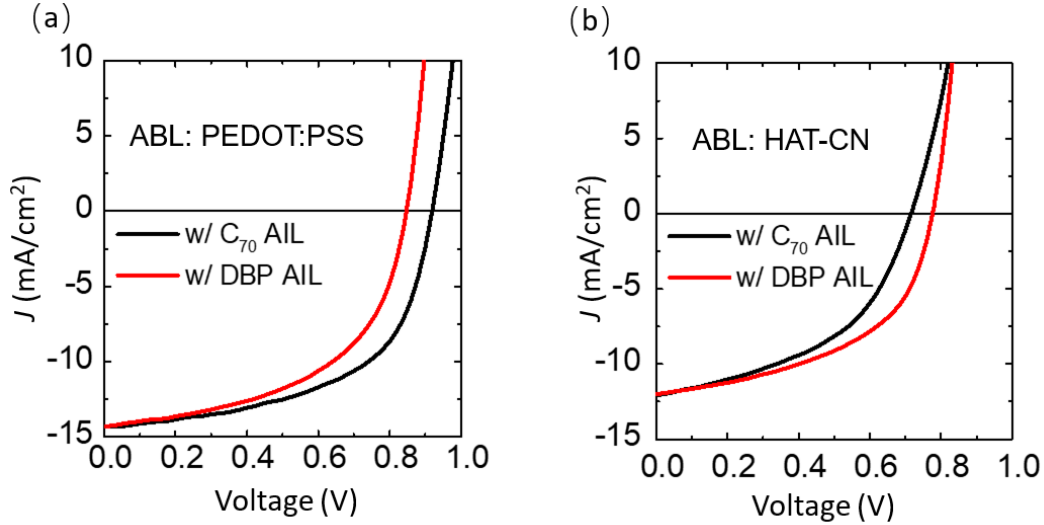 (a)
10
5
0
-5
-10
-15
J (mA/cm²)
ABL: PEDOT:PSS
w/ C₇₀ AIL
w/ DBP AIL
0.0 0.2 0.4 0.6 0.8 1.0
Voltage (V)
(b)
10
5
0
-5
-10
-15
J (mA/cm²)
ABL: HAT-CN
w/ C₇₀ AIL
w/ DBP AIL
0.0 0.2 0.4 0.6 0.8 1.0
Voltage (V)